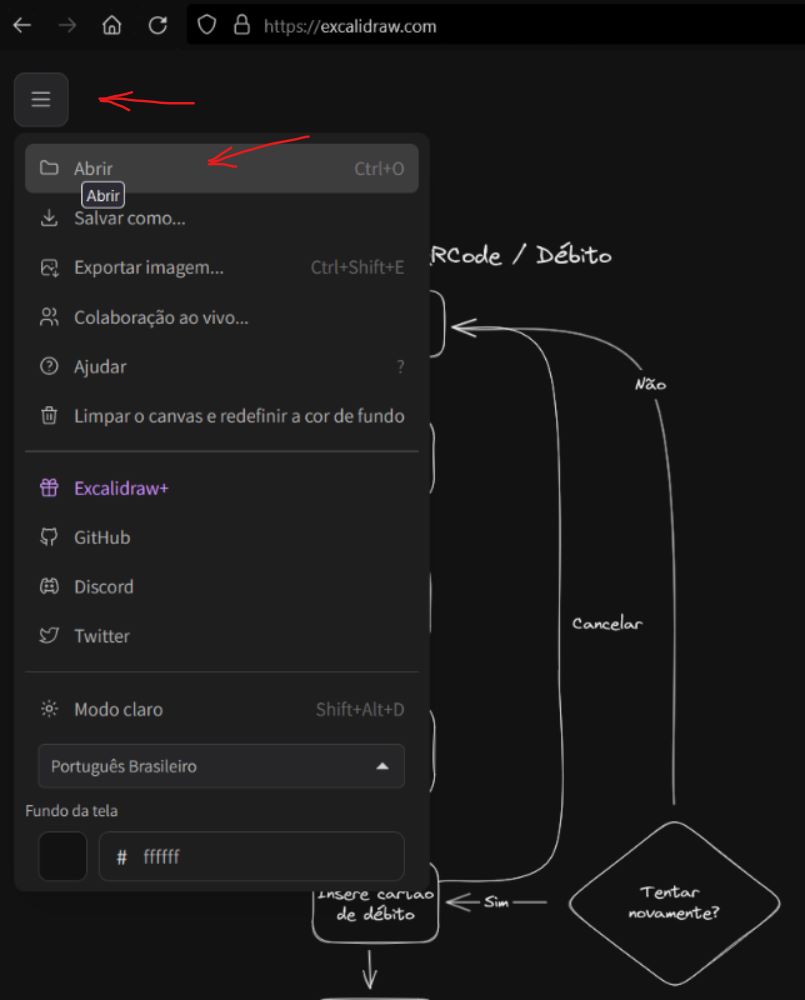 https://excalidraw.com
Abrir Ctrl+O
Abrir
Salvar como...
Exportar imagem... Ctrl+Shift+E
RCode / Débito
Colaboração ao vivo...
Ajudar ?
Não
Limpar o canvas e redefinir a cor de fundo
Excalidraw+
GitHub
Discord
Cancelar
Twitter
Modo claro Shift+Alt+D
Português Brasileiro
Fundo da tela
# ffffff
Insere cartão
de débito
Sim
Tentar
novamente?